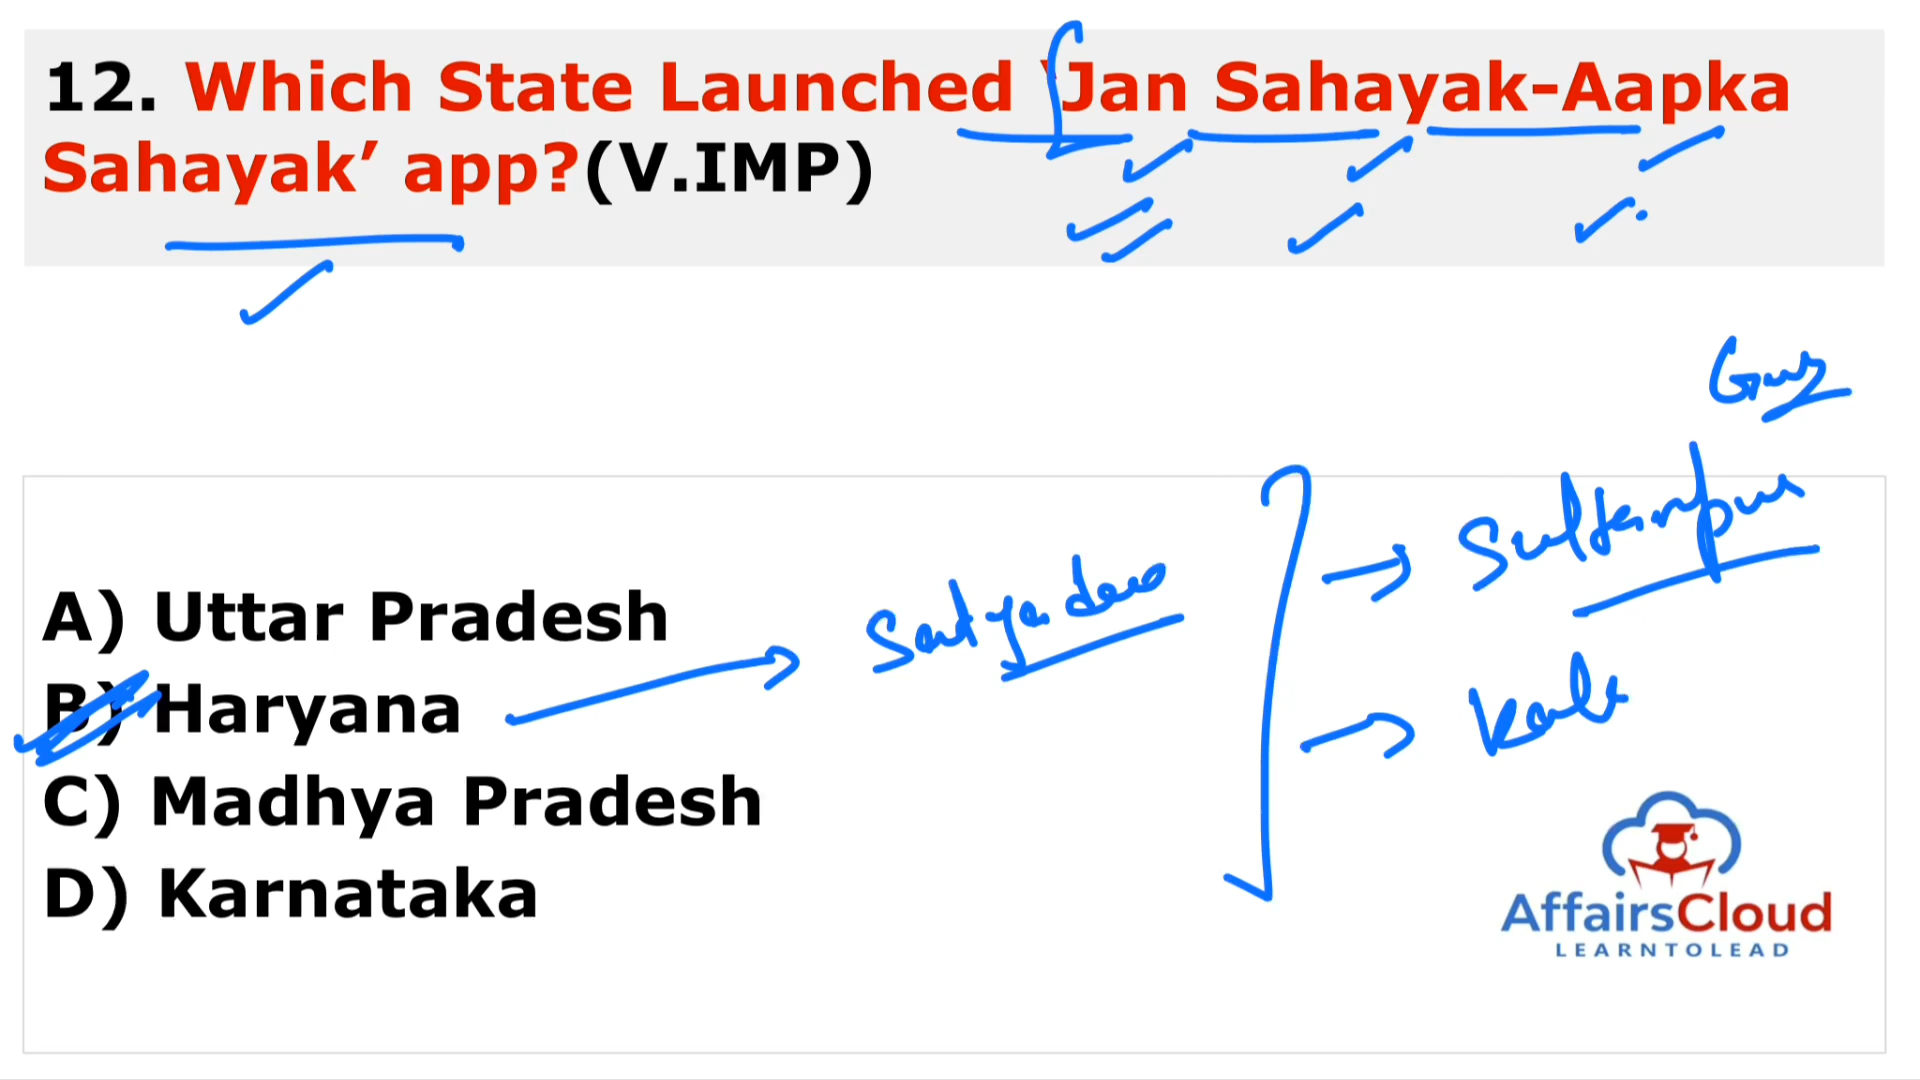 12. Which State Launched ‘Jan Sahayak-Aapka
Sahayak’ app?(V.IMP)
Sultanpur
Satyadeo
A) Uttar Pradesh
B) Haryana
C) Madhya Pradesh
D) Karnataka
AffairsCloud
LEARNTOLEAD